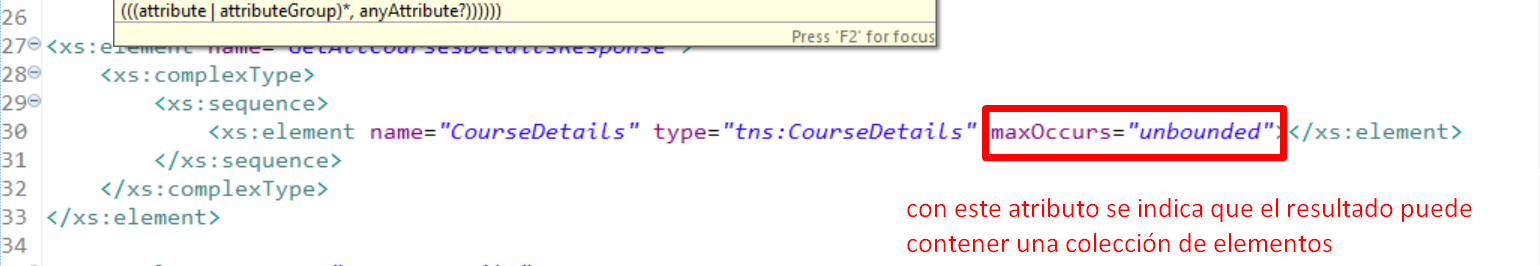 26
(((attribute | attributeGroup)*, anyAttribute?))))))
Press 'F2' for focus
27 <xs:element name="GetAllCoursesDetailsResponse">
28 <xs:complexType>
29 <xs:sequence>
30 <xs:element name="CourseDetails" type="tns:CourseDetails" maxOccurs="unbounded"></xs:element>
31 </xs:sequence>
32 </xs:complexType>
33 </xs:element>
con este atributo se indica que el resultado puede
contener una colección de elementos
34